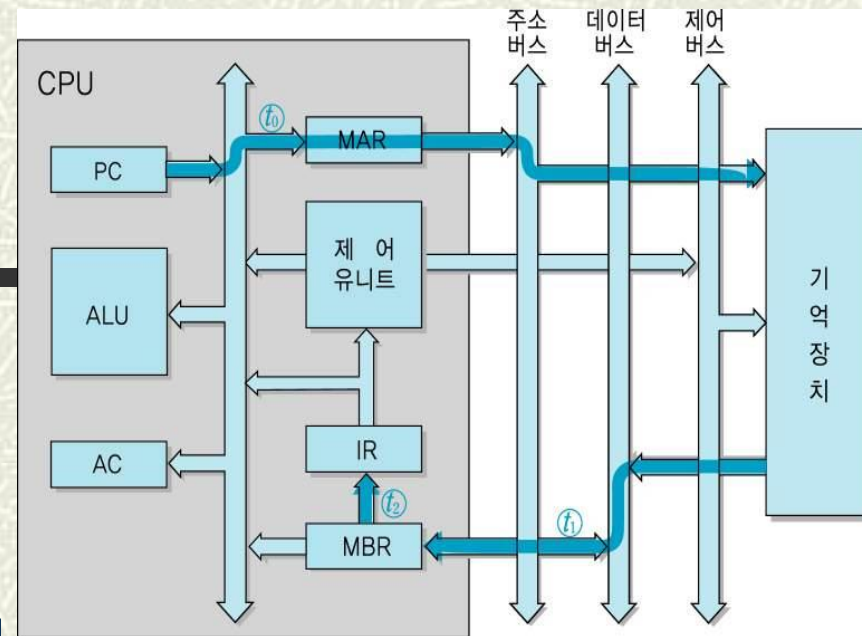 주소 데이터 제어
버스 버스 버스
CPU
t₀
PC
MAR
제 어
유니트
ALU
기
억
장
치
IR
AC
t₂
MBR
t₁